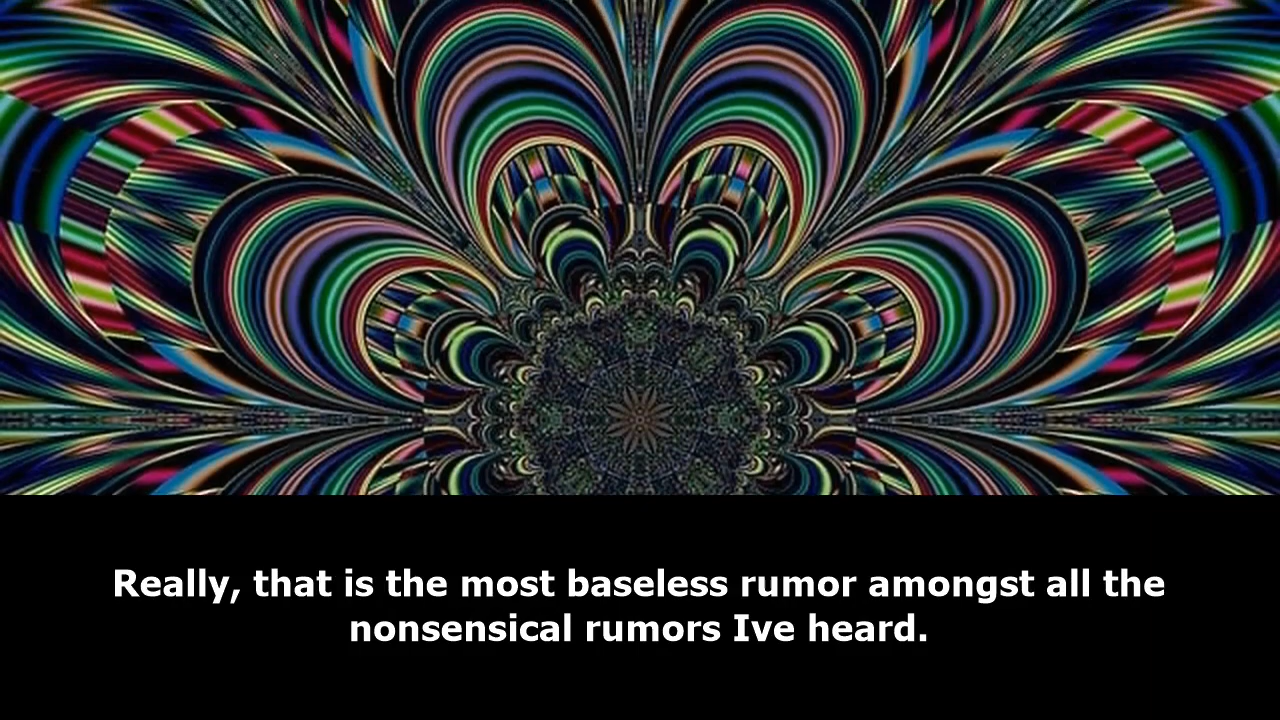 Really, that is the most baseless rumor amongst all the
nonsensical rumors Ive heard.